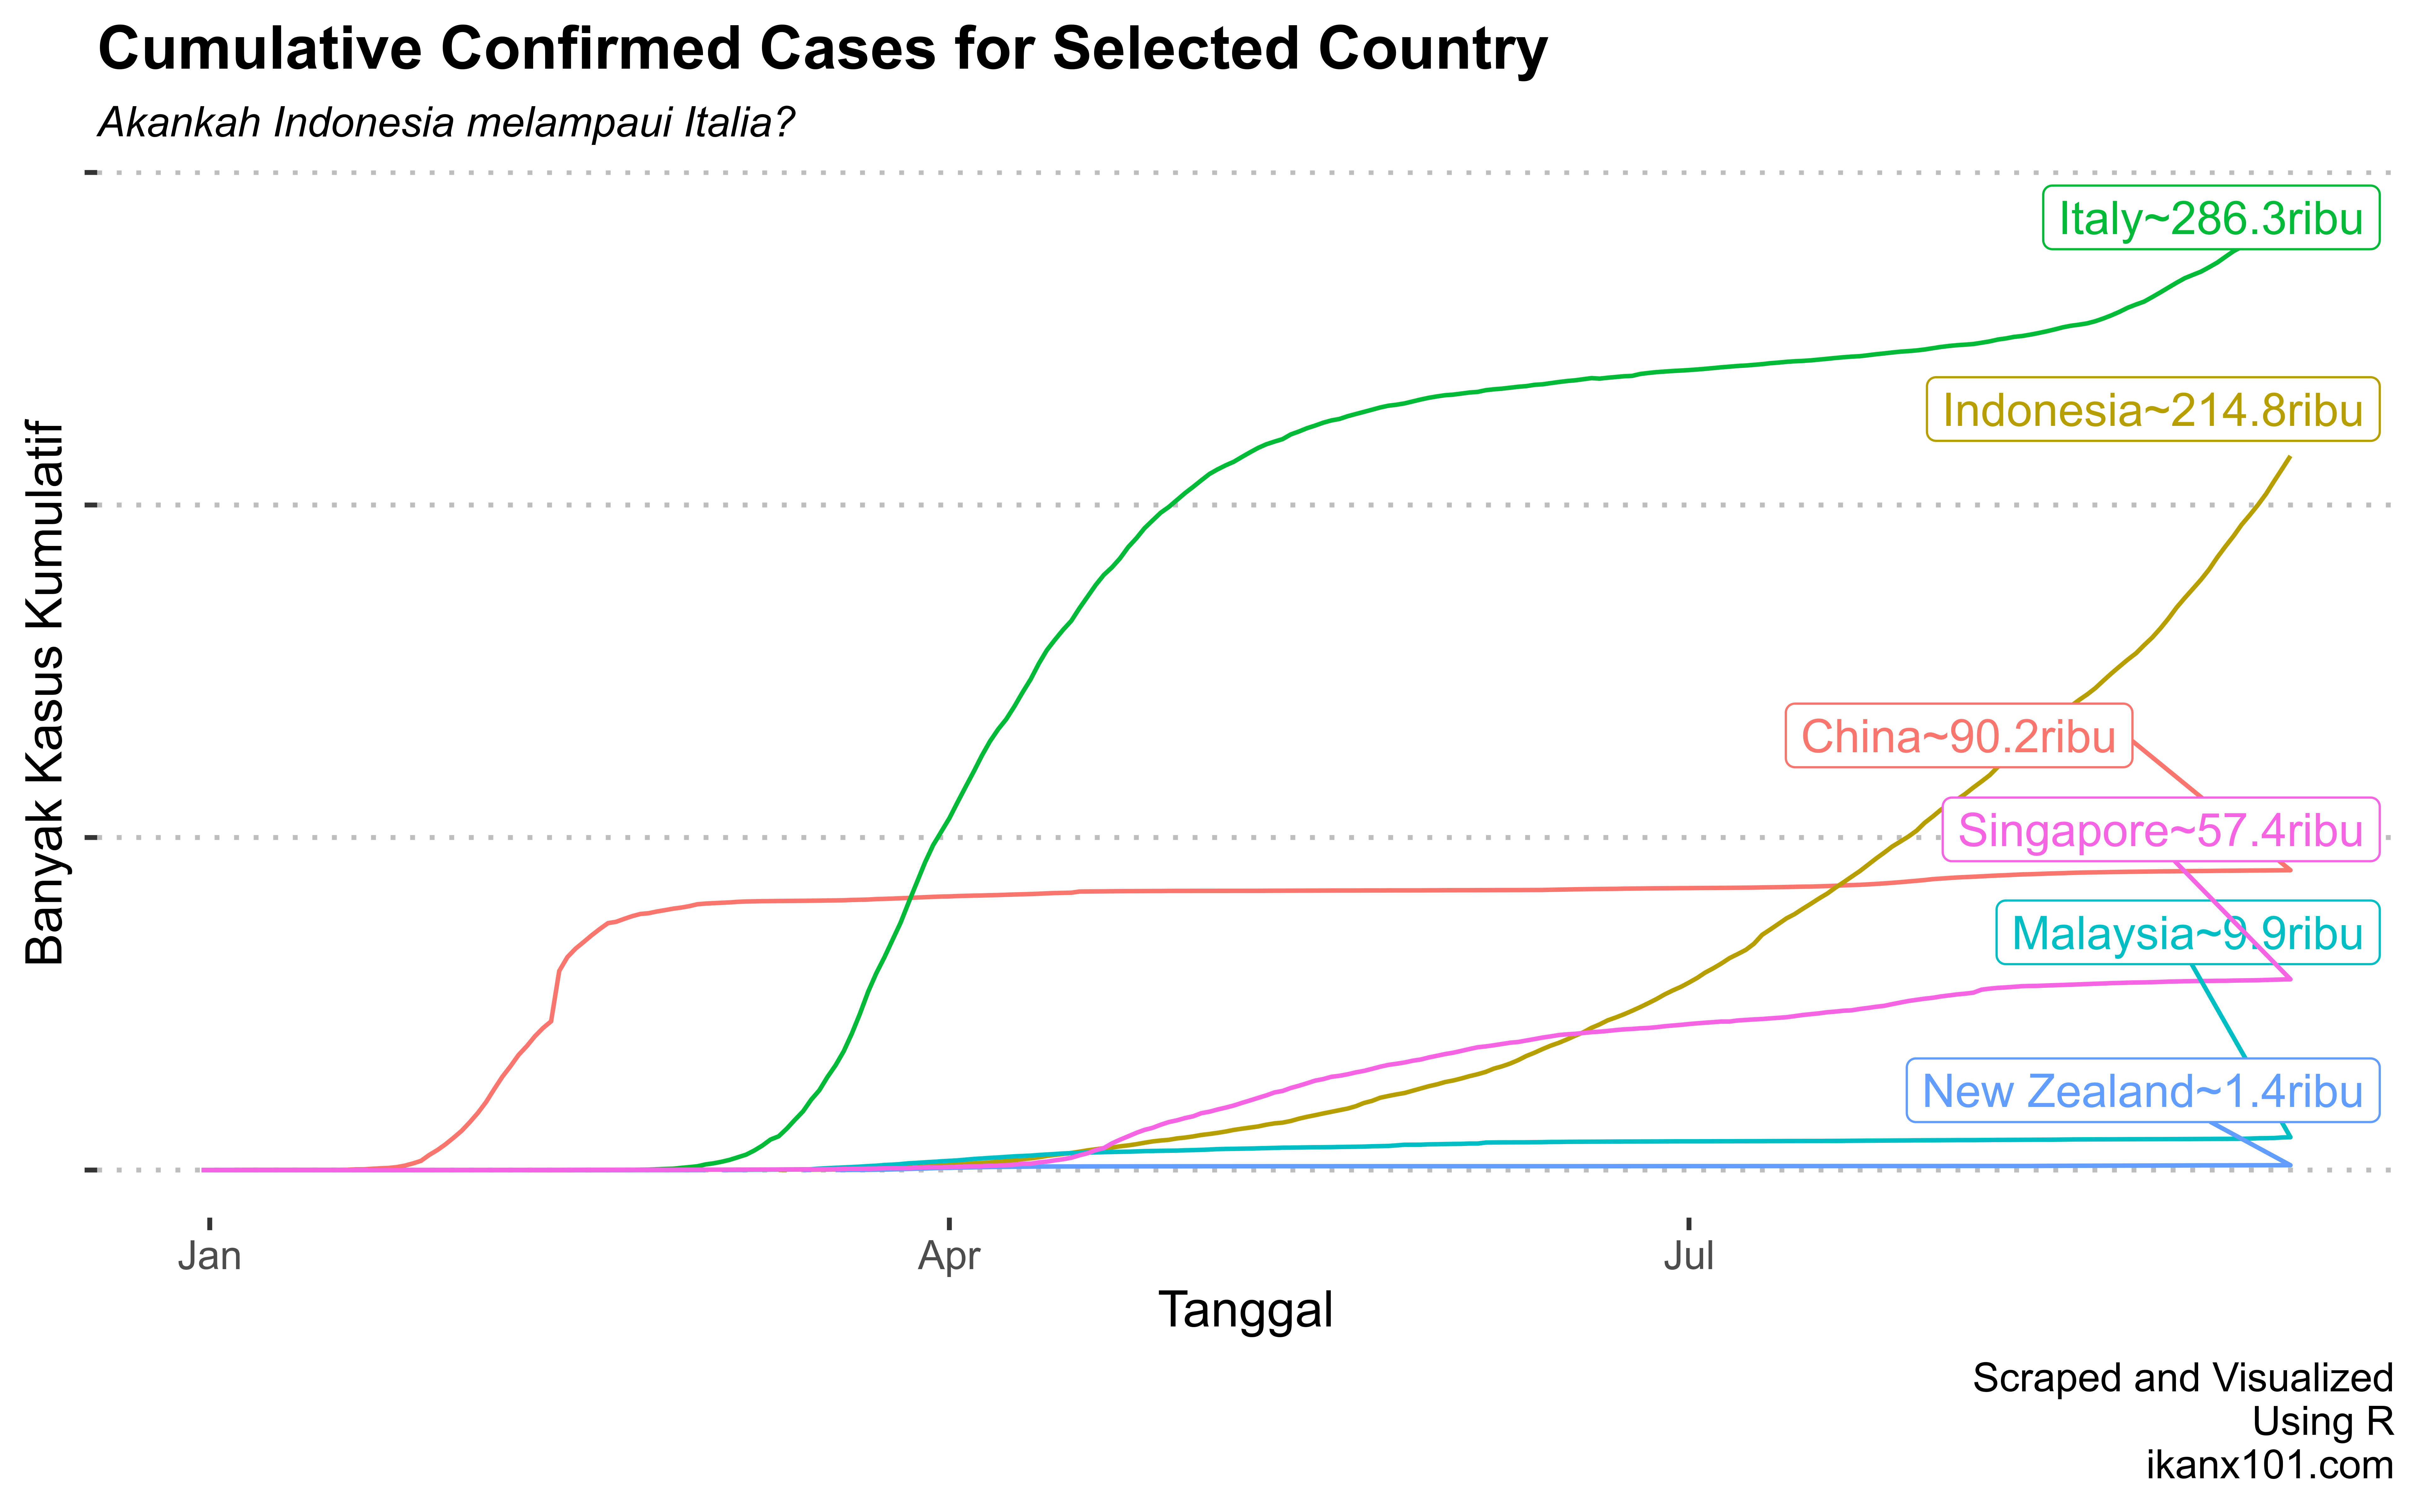 Cumulative Confirmed Cases for Selected Country
Akankah Indonesia melampaui Italia?
Banyak Kasus Kumulatif
Italy~286.3ribu
Indonesia~214.8ribu
China~90.2ribu
Singapore~57.4ribu
Malaysia~9.9ribu
New Zealand~1.4ribu
Jan
Apr
Jul
Tanggal
Scraped and Visualized
Using R
ikanx101.com